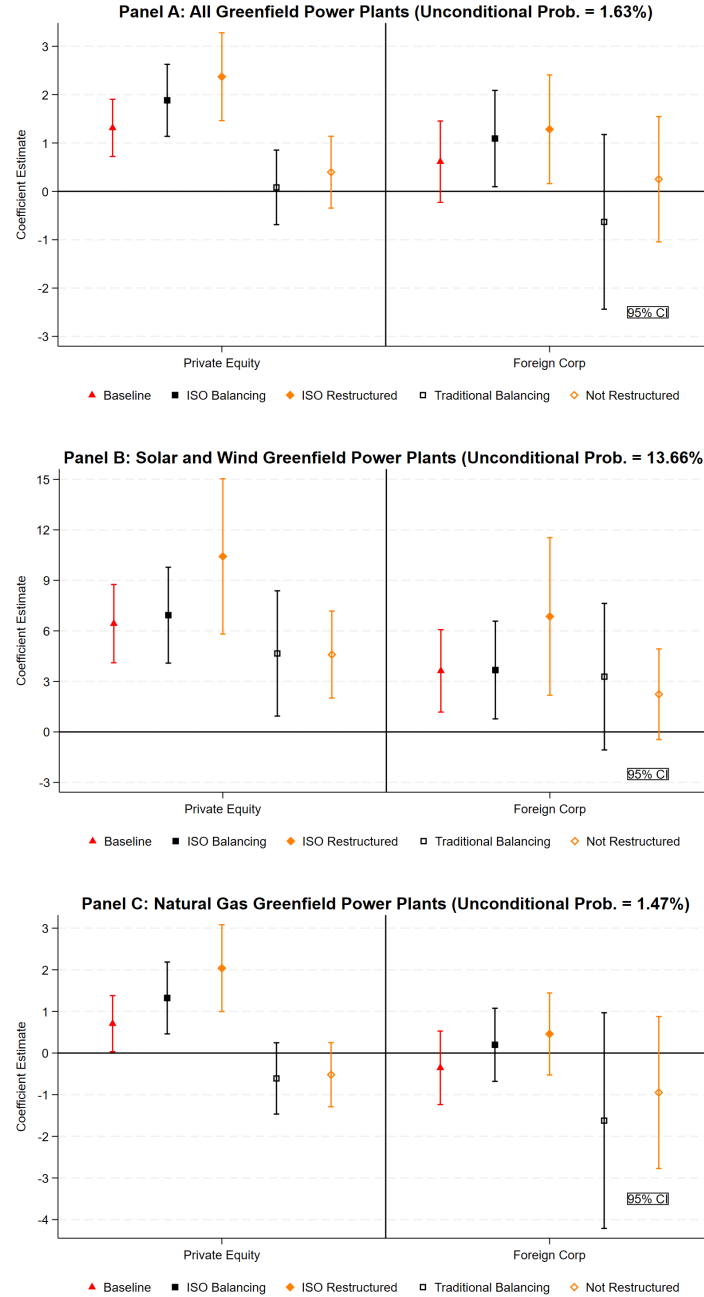 Panel A: All Greenfield Power Plants (Unconditional Prob. = 1.63%)
3
2
1
0
-1
-2
-3
Coefficient Estimate
95% CI
Private Equity Foreign Corp
Baseline ISO Balancing ISO Restructured Traditional Balancing Not Restructured
Panel B: Solar and Wind Greenfield Power Plants (Unconditional Prob. = 13.66%
15
12
9
6
3
0
-3
Coefficient Estimate
95% CI
Private Equity Foreign Corp
Baseline ISO Balancing ISO Restructured Traditional Balancing Not Restructured
Panel C: Natural Gas Greenfield Power Plants (Unconditional Prob. = 1.47%)
3
2
1
0
-1
-2
-3
-4
Coefficient Estimate
95% CI
Private Equity Foreign Corp
Baseline ISO Balancing ISO Restructured Traditional Balancing Not Restructured